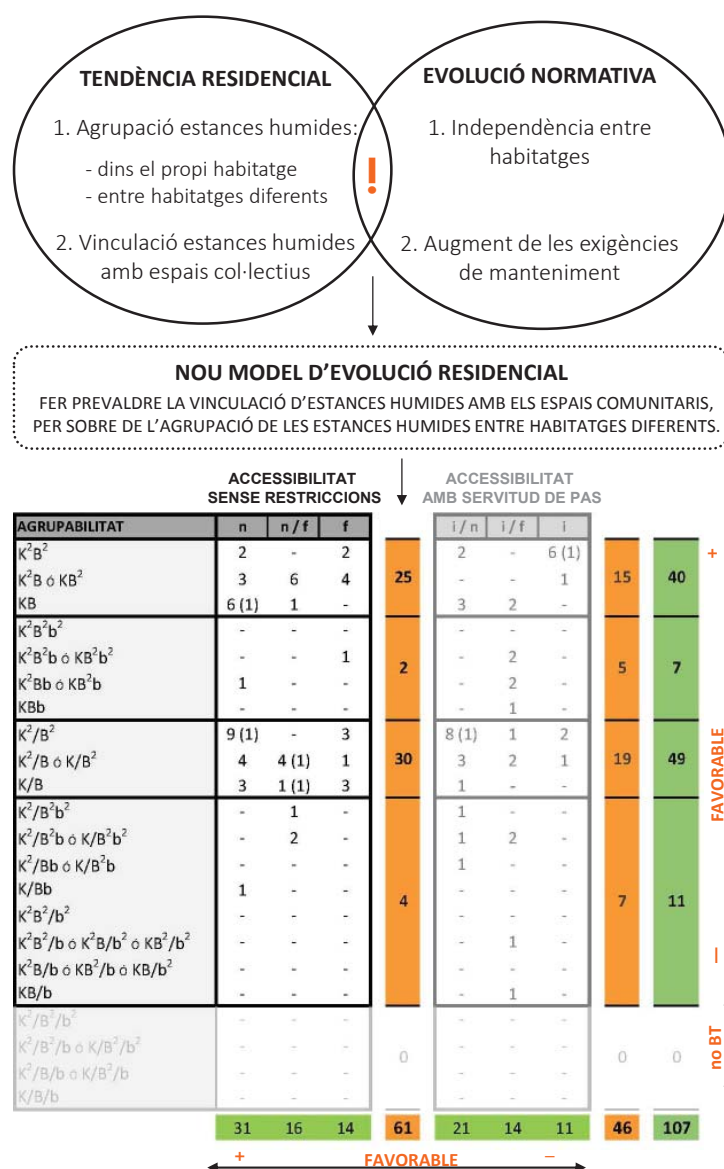 TENDÈNCIA RESIDENCIAL
1. Agrupació estances humides:
- dins el propi habitatge
- entre habitatges diferents
2. Vinculació estances humides
amb espais col·lectius
!
EVOLUCIÓ NORMATIVA
1. Independència entre
habitatges
2. Augment de les exigències
de manteniment
NOU MODEL D'EVOLUCIÓ RESIDENCIAL
FER PREVALDRE LA VINCULACIÓ D'ESTANCES HUMIDES AMB ELS ESPAIS COMUNITARIS,
PER SOBRE DE L'AGRUPACIÓ DE LES ESTANCES HUMIDES ENTRE HABITATGES DIFERENTS.
ACCESSIBILITAT
SENSE RESTRICCIONS
ACCESSIBILITAT
AMB SERVITUD DE PAS
AGRUPABILITAT n n / f f i / n i / f i
K²B² 2 - 2 2 - 6 (1)
K²B ó KB² 3 6 4 25 - - 1 15 40
KB 6 (1) 1 - 3 2 -
K²B²b² - - - - - -
K²B²b ó KB²b² - - 1 - 2 -
K²Bb ó KB²b 1 - - 2 - 2 - 5 7
KBb - - - - 1 -
K²/B² 9 (1) - 3 8 (1) 1 2
K²/B ó K/B² 4 4 (1) 1 30 3 2 1 19 49
K/B 3 1 (1) 3 1 - -
K²/B²b² - 1 - 1 - -
K²/B²b ó K/B²b² - 2 - 1 2 -
K²/Bb ó K/B²b - - - 1 - -
K/Bb 1 - - 4 - - - 7 11
K²B²/b² - - - - - -
K²B²/b ó K²B/b² ó KB²/b² - - - - 1 -
K²B/b ó KB²/b ó KB/b² - - - - - -
KB/b - - - - 1 -
K²/B²/b² - - - - - -
K²/B²/b ó K/B²/b² - - - - - -
K²/B/b ó K/B²/b - - - 0 - - - 0 0
K/B/b - - - - - -
31 16 14 61 21 14 11 46 107
+ FAVORABLE −
+
FAVORABLE
−
no BT